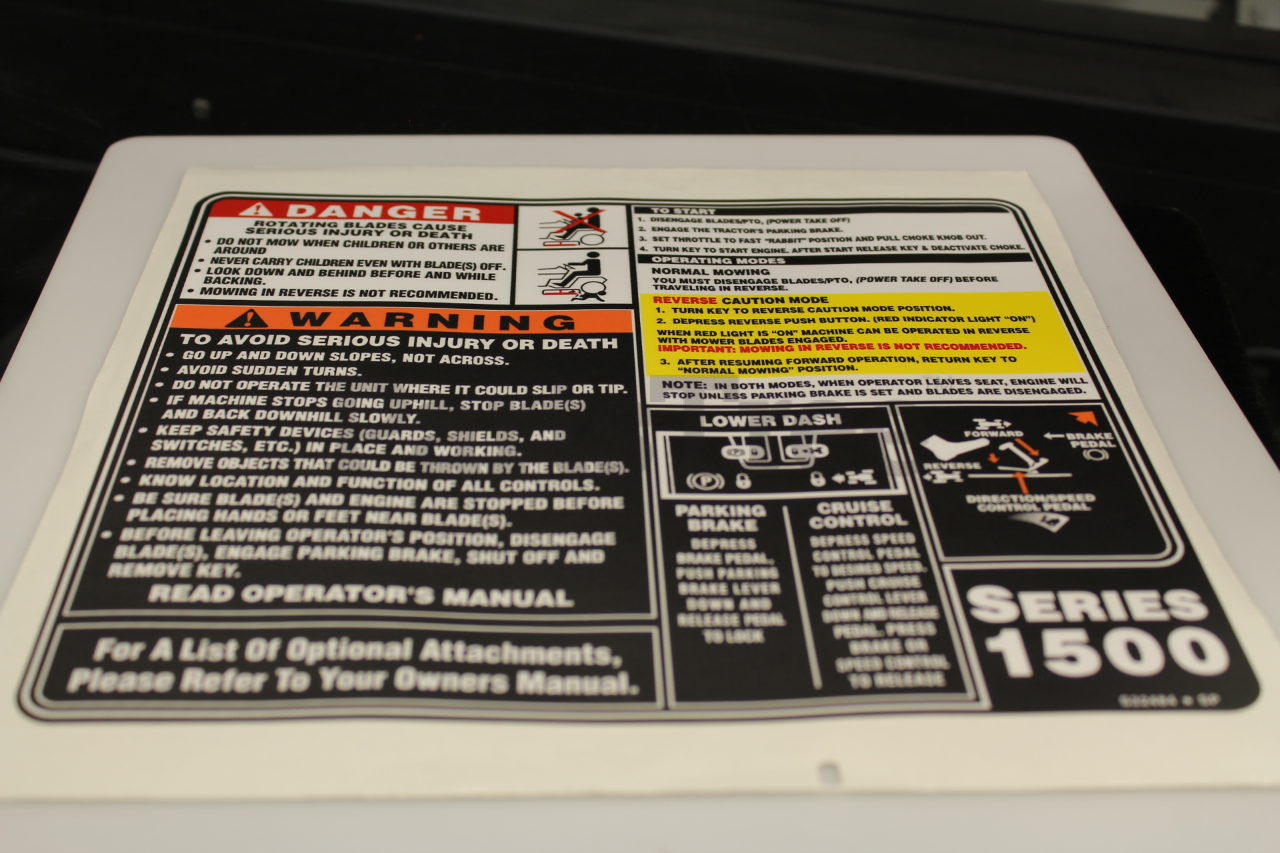 DANGER
ROTATING BLADES CAUSE
SERIOUS INJURY OR DEATH
• DO NOT MOW WHEN CHILDREN OR OTHERS ARE
AROUND
• NEVER CARRY CHILDREN EVEN WITH BLADE(S) OFF.
• LOOK DOWN AND BEHIND BEFORE AND WHILE
BACKING.
• MOWING IN REVERSE IS NOT RECOMMENDED.
WARNING
TO AVOID SERIOUS INJURY OR DEATH
• GO UP AND DOWN SLOPES, NOT ACROSS.
• AVOID SUDDEN TURNS.
• DO NOT OPERATE THE UNIT WHERE IT COULD SLIP OR TIP.
• IF MACHINE STOPS GOING UPHILL, STOP BLADE(S)
AND BACK DOWNHILL SLOWLY.
• KEEP SAFETY DEVICES (GUARDS, SHIELDS, AND
SWITCHES, ETC.) IN PLACE AND WORKING.
• REMOVE OBJECTS THAT COULD BE THROWN BY THE BLADE(S).
• KNOW LOCATION AND FUNCTION OF ALL CONTROLS.
• BE SURE BLADE(S) AND ENGINE ARE STOPPED BEFORE
PLACING HANDS OR FEET NEAR BLADE(S).
• BEFORE LEAVING OPERATOR'S POSITION, DISENGAGE
BLADE(S), ENGAGE PARKING BRAKE, SHUT OFF AND
REMOVE KEY.
READ OPERATOR'S MANUAL
For A List Of Optional Attachments,
Please Refer To Your Owners Manual.
TO START
1. DISENGAGE BLADES/PTO, (POWER TAKE OFF)
2. ENGAGE THE TRACTOR'S PARKING BRAKE.
3. SET THROTTLE TO FAST "RABBIT" POSITION AND PULL CHOKE KNOB OUT.
4. TURN KEY TO START ENGINE. AFTER START RELEASE KEY & DEACTIVATE CHOKE.
OPERATING MODES
NORMAL MOWING
YOU MUST DISENGAGE BLADES/PTO, (POWER TAKE OFF) BEFORE
TRAVELING IN REVERSE.
REVERSE CAUTION MODE
1. TURN KEY TO REVERSE CAUTION MODE POSITION.
2. DEPRESS REVERSE PUSH BUTTON. (RED INDICATOR LIGHT "ON")
WHEN RED LIGHT IS "ON" MACHINE CAN BE OPERATED IN REVERSE
WITH MOWER BLADES ENGAGED.
IMPORTANT: MOWING IN REVERSE IS NOT RECOMMENDED.
3. AFTER RESUMING FORWARD OPERATION, RETURN KEY TO
"NORMAL MOWING" POSITION.
NOTE: IN BOTH MODES, WHEN OPERATOR LEAVES SEAT, ENGINE WILL
STOP UNLESS PARKING BRAKE IS SET AND BLADES ARE DISENGAGED.
LOWER DASH
(P)
PARKING
BRAKE
DEPRESS
BRAKE PEDAL,
PUSH PARKING
BRAKE LEVER
DOWN AND
RELEASE PEDAL
TO LOCK
CRUISE
CONTROL
DEPRESS SPEED
CONTROL PEDAL
TO DESIRED SPEED.
PUSH CRUISE
CONTROL LEVER
DOWN AND RELEASE
PEDAL. PRESS
BRAKE OR
SPEED CONTROL
TO RELEASE
FORWARD
BRAKE
PEDAL
REVERSE
DIRECTION/SPEED
CONTROL PEDAL
SERIES
1500